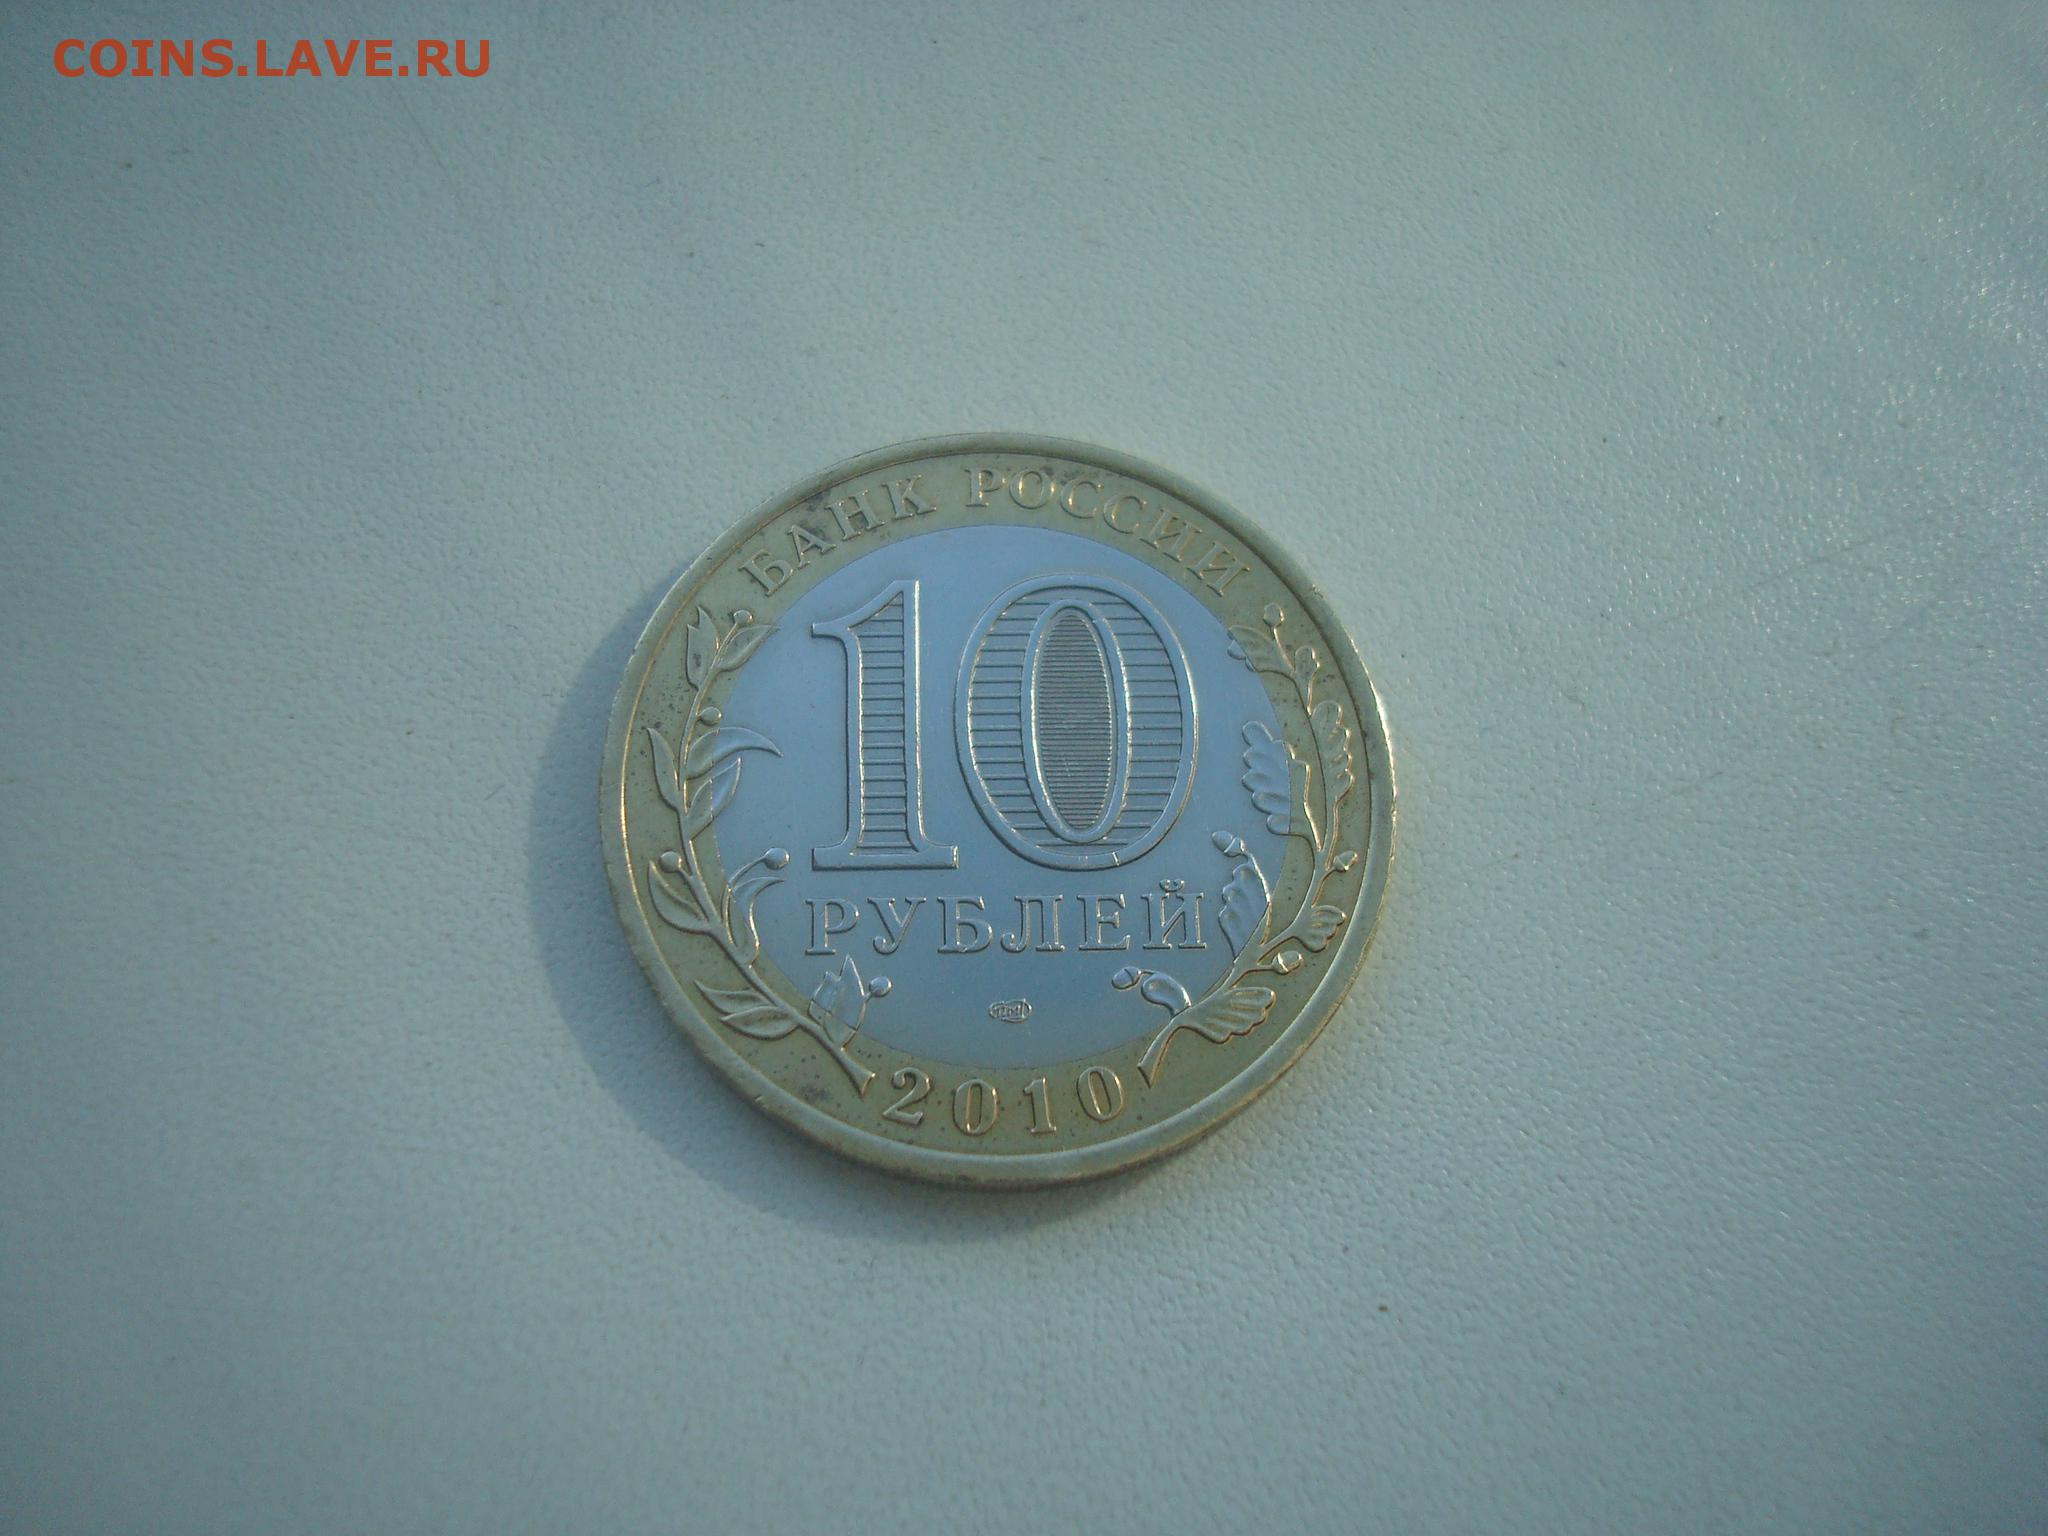 COINS.LAVE.RU
БАНК РОССИИ
10
РУБЛЕЙ
2010